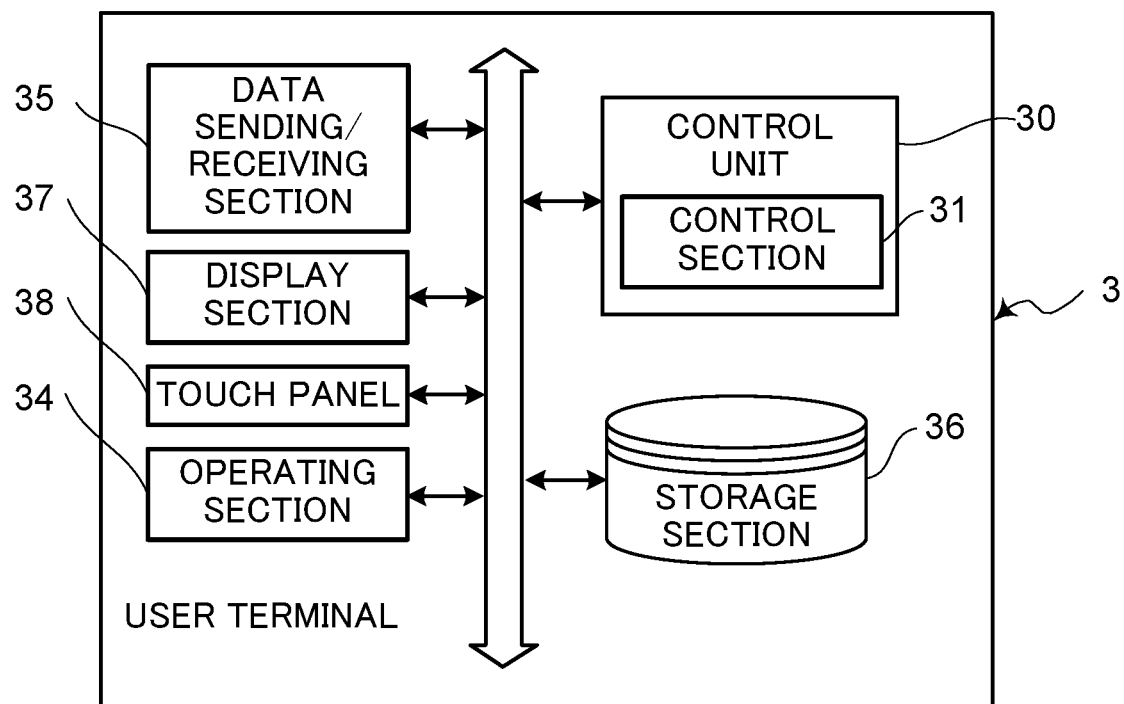 35
DATA
SENDING/
RECEIVING
SECTION
37
DISPLAY
SECTION
38
TOUCH PANEL
34
OPERATING
SECTION
USER TERMINAL
CONTROL
UNIT
30
CONTROL
SECTION
31
3
STORAGE
SECTION
36